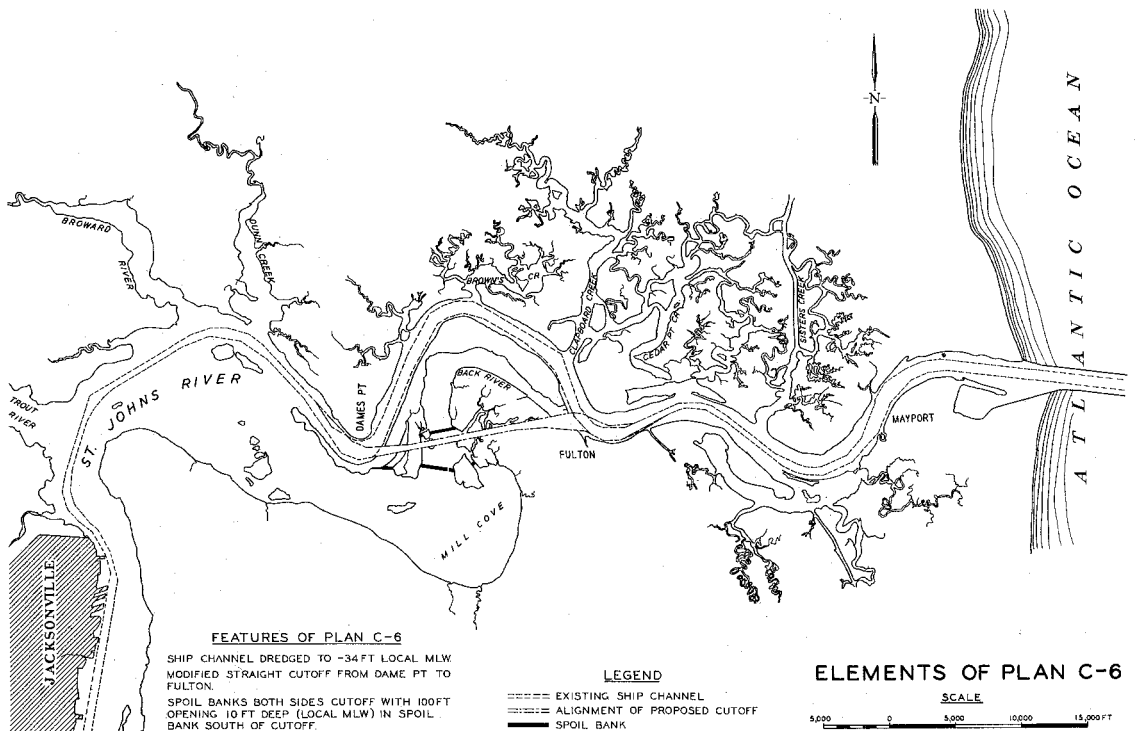 N
ATLANTIC OCEAN
BROWARD
RIVER
DUNN'S CREEK
BROWN'S CR
CLAPBOARD CREEK
CEDAR PT CR
SISTERS CREEK
TROUT
RIVER
ST. JOHNS RIVER
DAMES PT
BACK RIVER
FULTON
MAYPORT
MILL COVE
JACKSONVILLE
FEATURES OF PLAN C-6
SHIP CHANNEL DREDGED TO -34FT LOCAL MLW.
MODIFIED STRAIGHT CUTOFF FROM DAME PT TO
FULTON.
SPOIL BANKS BOTH SIDES CUTOFF WITH 100FT
OPENING 10 FT DEEP (LOCAL MLW) IN SPOIL
BANK SOUTH OF CUTOFF.
LEGEND
EXISTING SHIP CHANNEL
ALIGNMENT OF PROPOSED CUTOFF
SPOIL BANK
ELEMENTS OF PLAN C-6
SCALE
5,000 0 5,000 10,000 15,000 FT